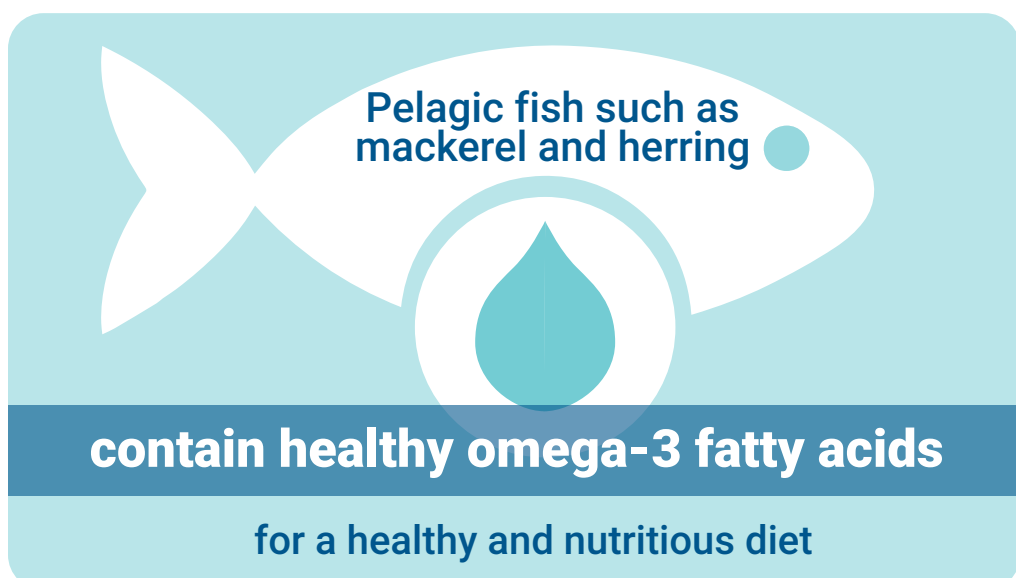 Pelagic fish such as
mackerel and herring
contain healthy omega-3 fatty acids
for a healthy and nutritious diet